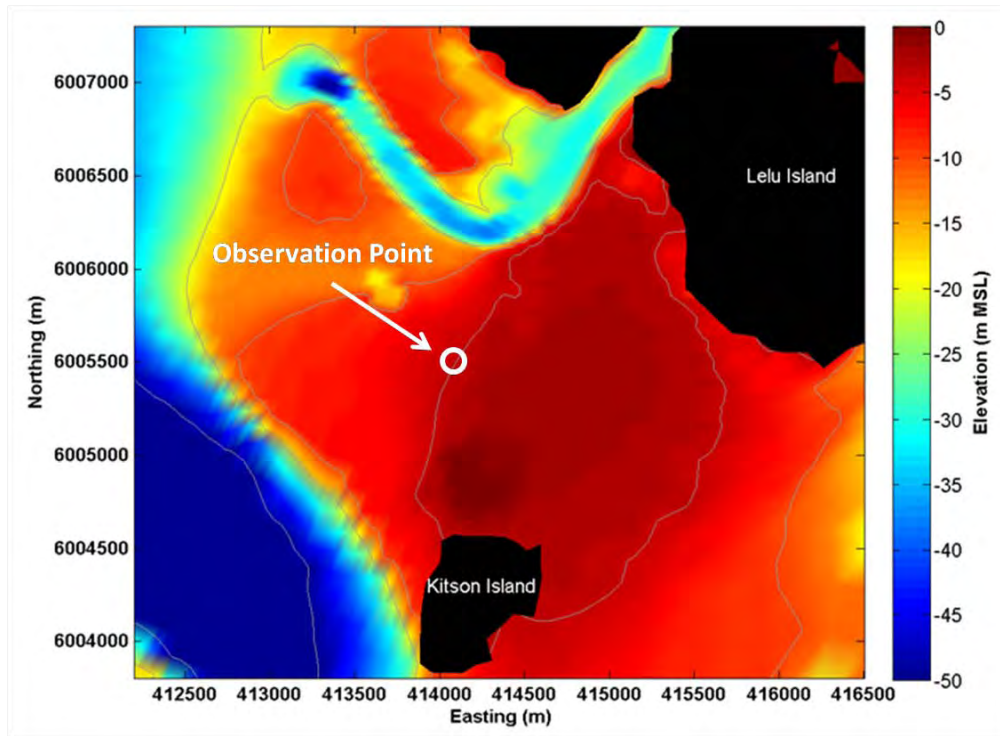 6007000
6006500
6006000
6005500
6005000
6004500
6004000
Northing (m)
Observation Point
Lelu Island
Kitson Island
412500 413000 413500 414000 414500 415000 415500 416000 416500
Easting (m)
0
-5
-10
-15
-20
-25
-30
-35
-40
-45
-50
Elevation (m MSL)